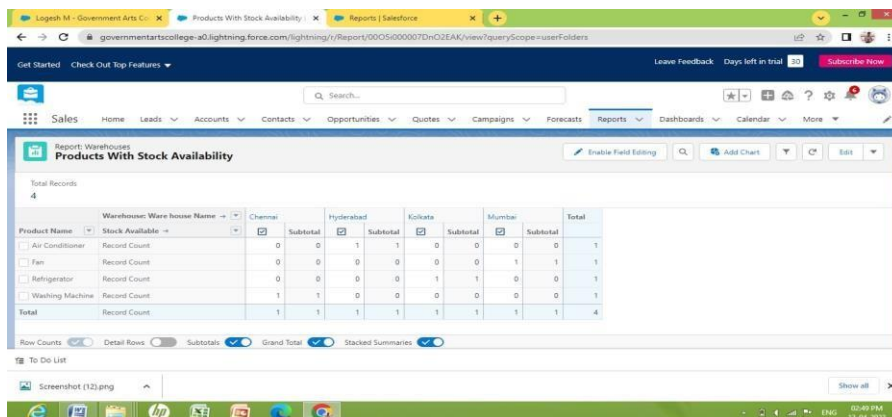 Logesh M - Government Arts Co
Products With Stock Availability |
Reports | Salesforce
governmentartscollege-a0.lightning.force.com/lightning/r/Report/00O5i000007DnO2EAK/view?queryScope=userFolders
Get Started Check Out Top Features
Leave Feedback Days left in trial 30 Subscribe Now
Search...
Sales Home Leads Accounts Contacts Opportunities Quotes Campaigns Forecasts Reports Dashboards Calendar More
Report: Warehouses
Products With Stock Availability
Enable Field Editing Add Chart Edit
Total Records
4
Warehouse: Ware house Name → Chennai Hyderabad Kolkata Mumbai Total
Product Name Stock Available → Subtotal Subtotal Subtotal Subtotal
Air Conditioner Record Count 0 0 1 1 0 0 0 0 1
Fan Record Count 0 0 0 0 0 0 1 1 1
Refrigerator Record Count 0 0 0 0 1 1 0 0 1
Washing Machine Record Count 1 1 0 0 0 0 0 0 1
Total Record Count 1 1 1 1 1 1 1 1 4
Row Counts Detail Rows Subtotals Grand Total Stacked Summaries
To Do List
Screenshot (12).png
Show all
hp
ENG 02:49 PM